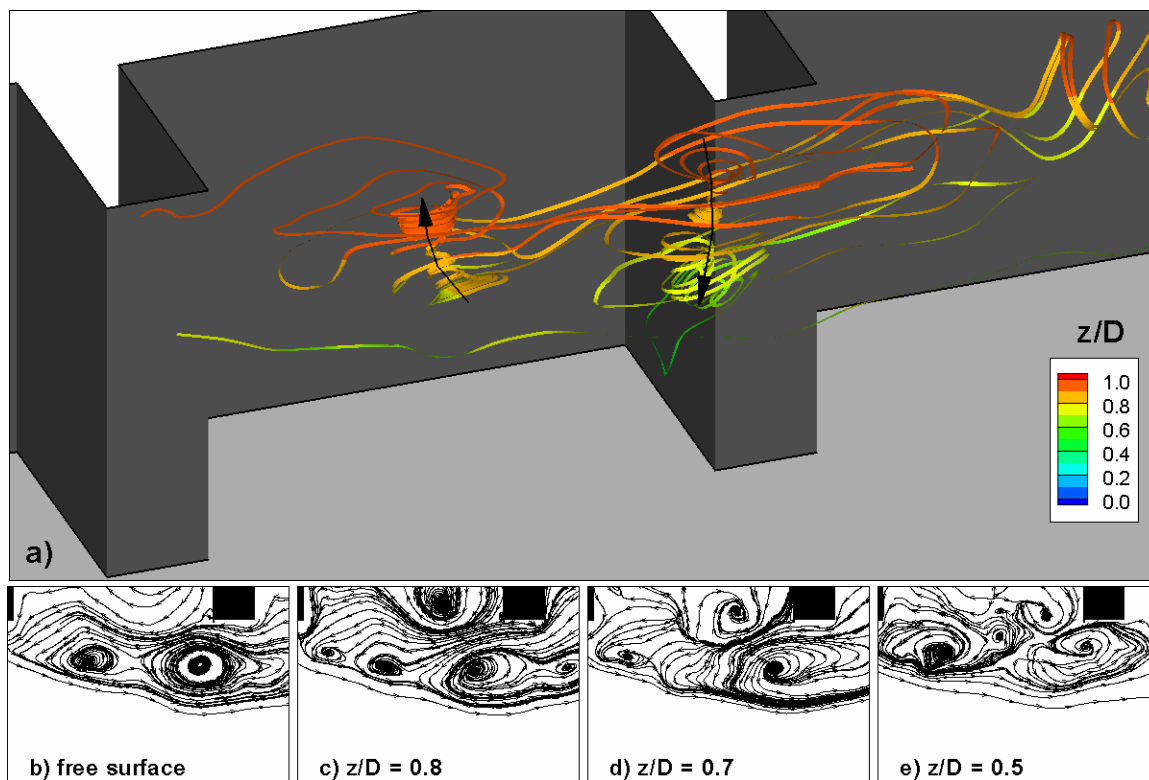 z/D
1.0
0.8
0.6
0.4
0.2
0.0
a)
b) free surface
c) z/D = 0.8
d) z/D = 0.7
e) z/D = 0.5